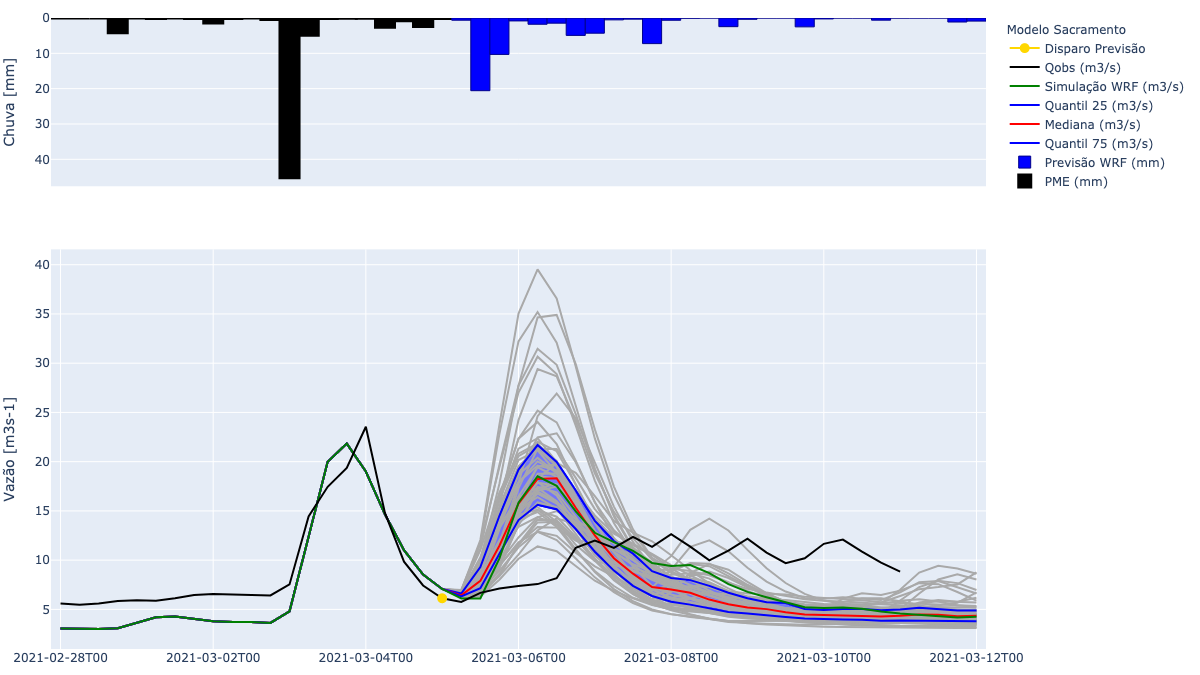 0
10
20
30
40
Chuva [mm]
Modelo Sacramento
Disparo Previsão
Qobs (m3/s)
Simulação WRF (m3/s)
Quantil 25 (m3/s)
Mediana (m3/s)
Quantil 75 (m3/s)
Previsão WRF (mm)
PME (mm)
40
35
30
25
20
15
10
5
Vazão [m3s-1]
2021-02-28T00
2021-03-02T00
2021-03-04T00
2021-03-06T00
2021-03-08T00
2021-03-10T00
2021-03-12T00